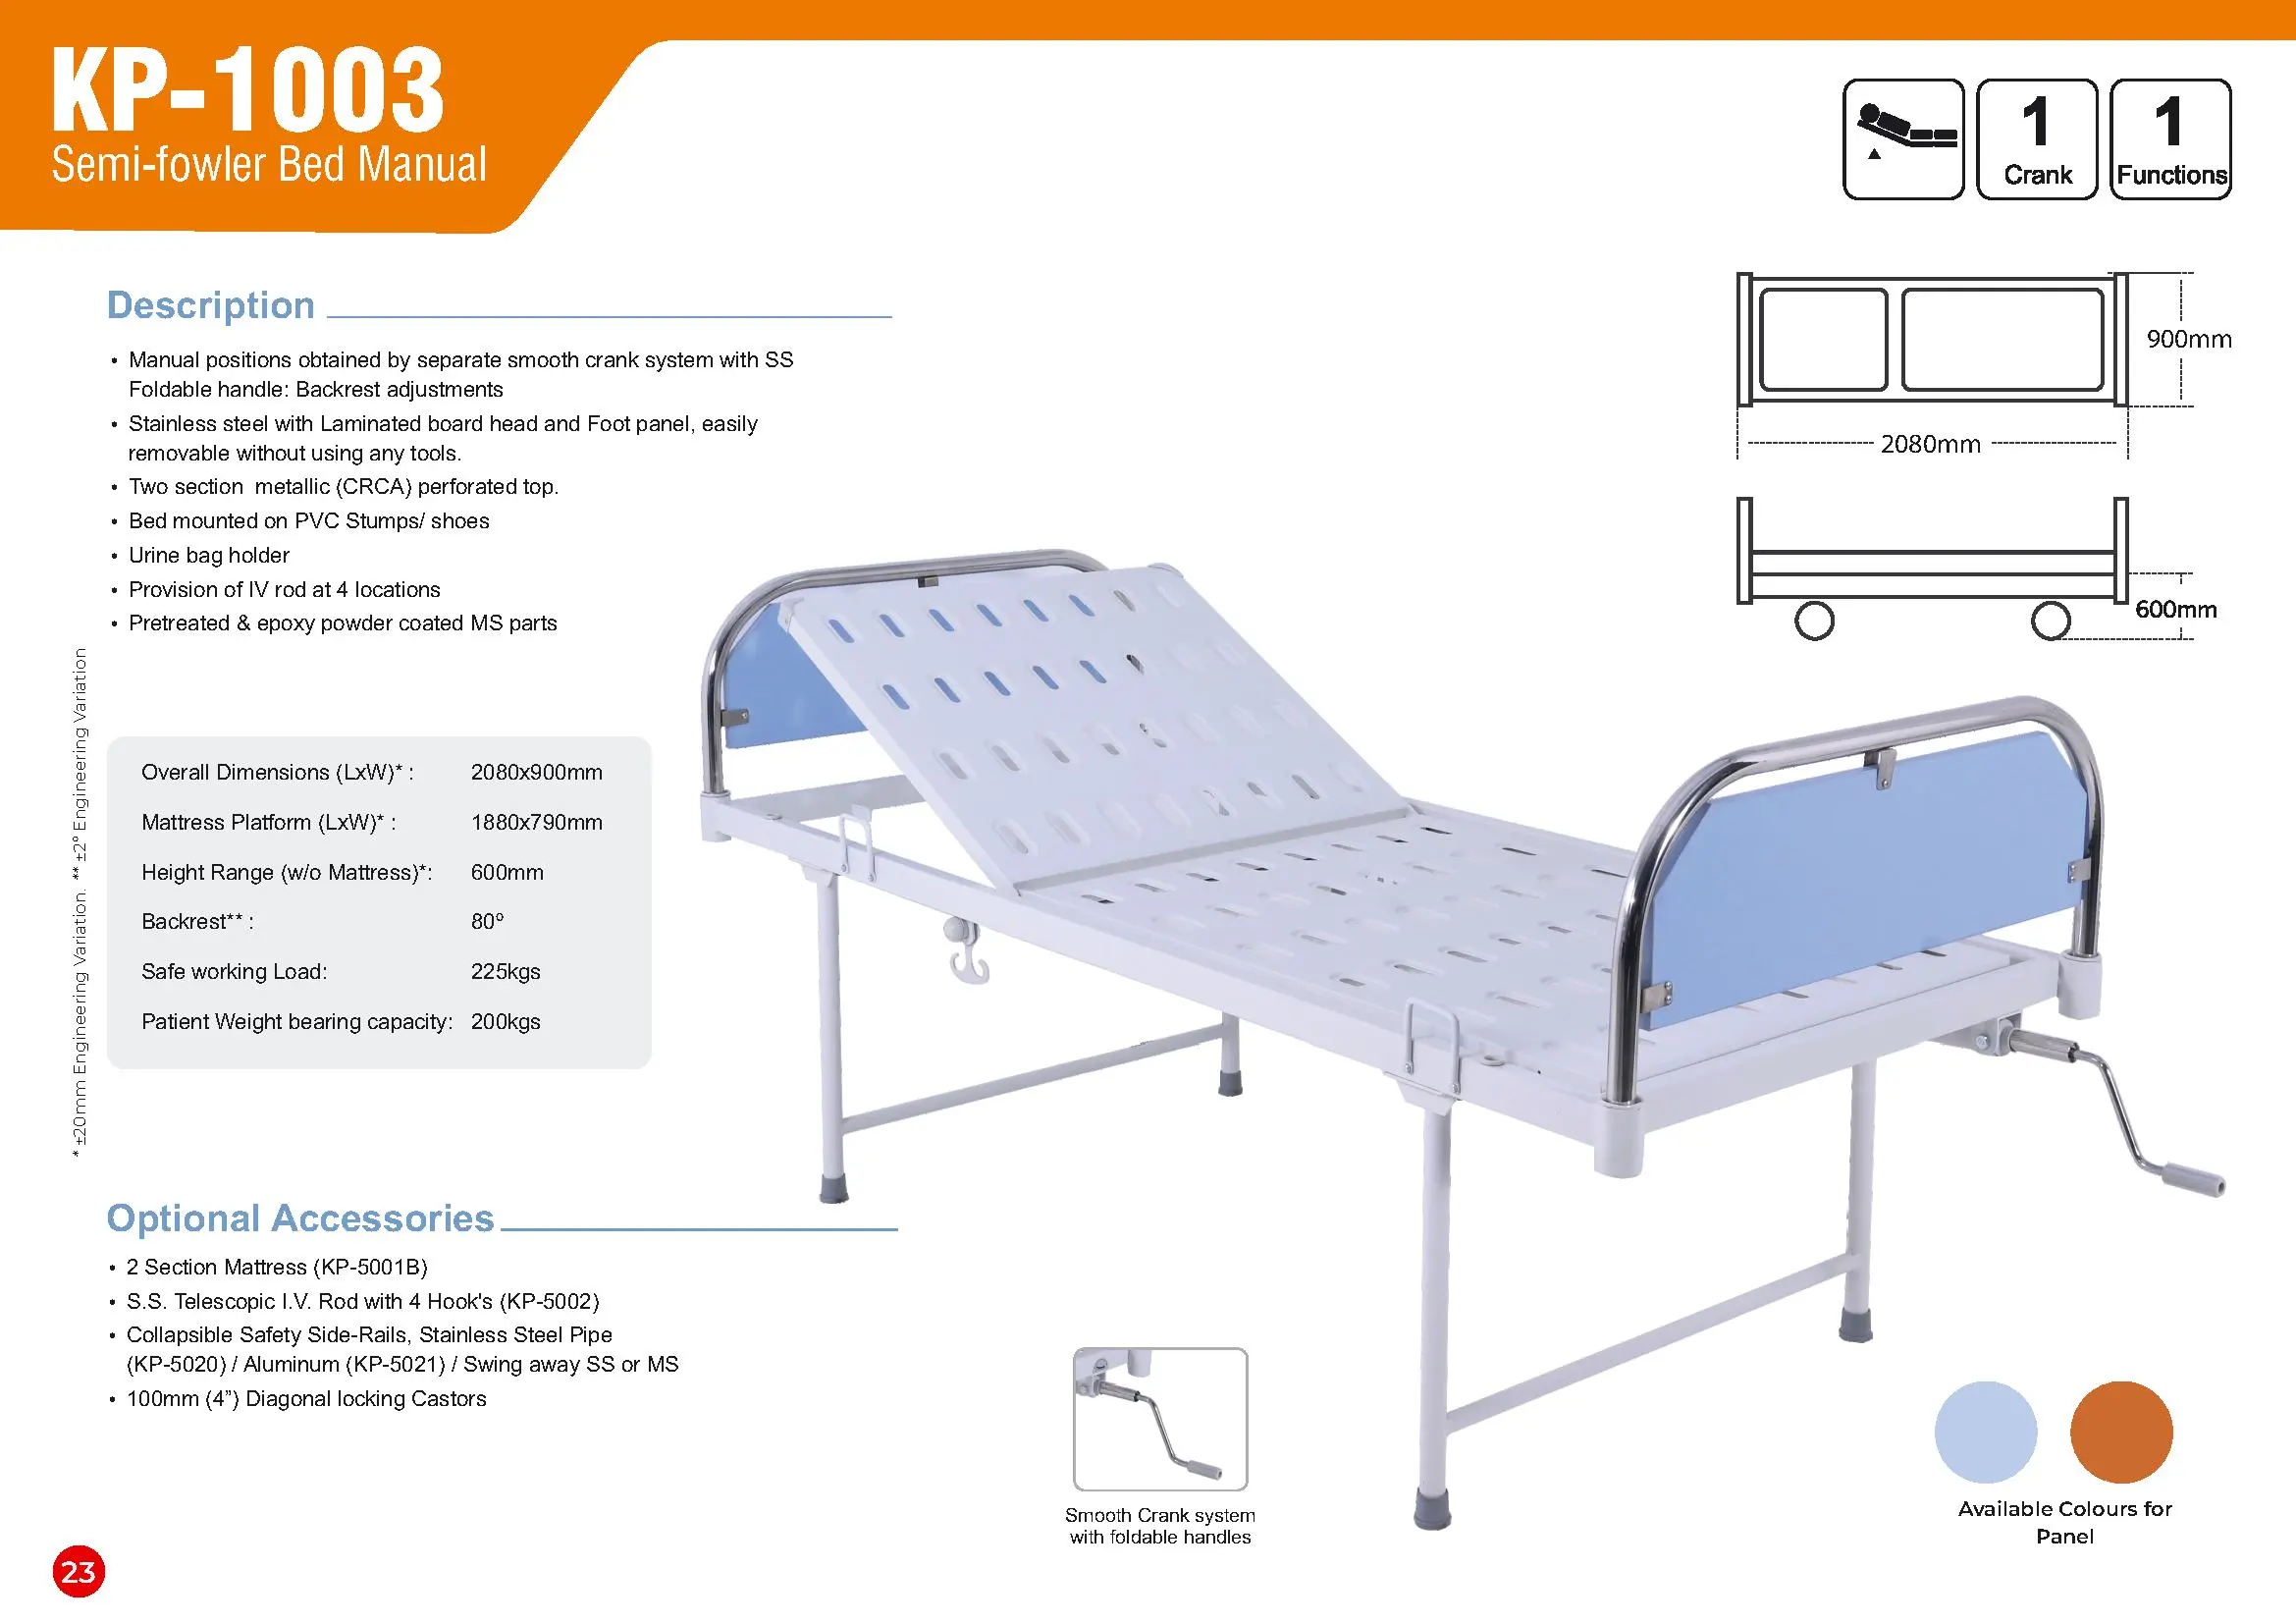 KP-1003
Semi-fowler Bed Manual
1
Crank
1
Functions
Description
• Manual positions obtained by separate smooth crank system with SS
Foldable handle: Backrest adjustments
• Stainless steel with Laminated board head and Foot panel, easily
removable without using any tools.
• Two section metallic (CRCA) perforated top.
• Bed mounted on PVC Stumps/ shoes
• Urine bag holder
• Provision of IV rod at 4 locations
• Pretreated & epoxy powder coated MS parts
900mm
2080mm
600mm
* ±20mm Engineering Variation. ** ±2° Engineering Variation
Overall Dimensions (LxW)* : 2080x900mm
Mattress Platform (LxW)* : 1880x790mm
Height Range (w/o Mattress)*: 600mm
Backrest** : 80º
Safe working Load: 225kgs
Patient Weight bearing capacity: 200kgs
Optional Accessories
• 2 Section Mattress (KP-5001B)
• S.S. Telescopic I.V. Rod with 4 Hook's (KP-5002)
• Collapsible Safety Side-Rails, Stainless Steel Pipe
(KP-5020) / Aluminum (KP-5021) / Swing away SS or MS
• 100mm (4”) Diagonal locking Castors
Smooth Crank system
with foldable handles
Available Colours for
Panel
23